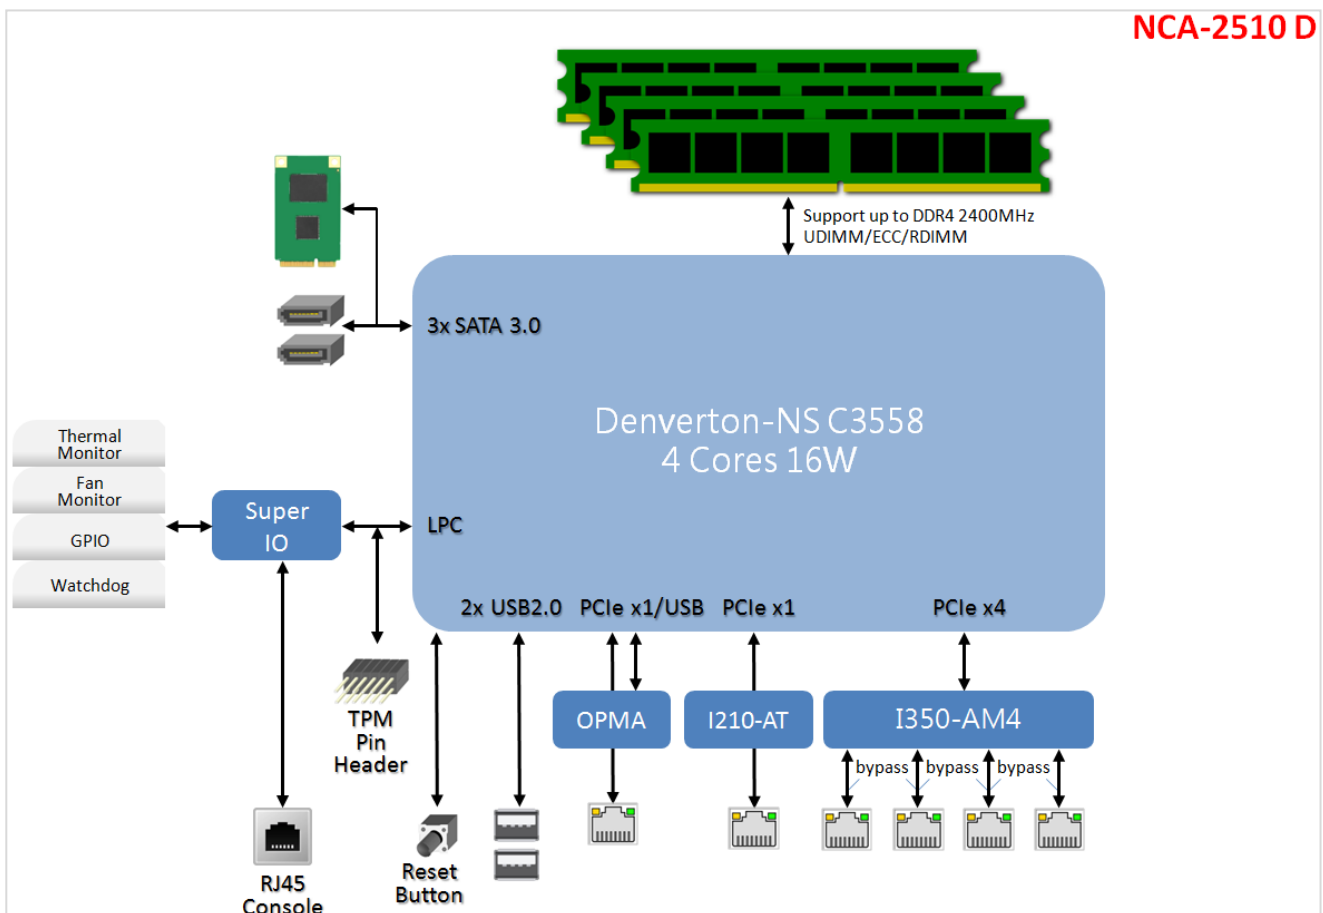 NCA-2510 D
Support up to DDR4 2400MHz
UDIMM/ECC/RDIMM
3x SATA 3.0
Denverton-NS C3558
4 Cores 16W
Thermal
Monitor
Fan
Monitor
GPIO
Watchdog
Super
IO
LPC
2x USB2.0
PCIe x1/USB
PCIe x1
PCIe x4
TPM
Pin
Header
OPMA
I210-AT
I350-AM4
bypass
bypass
bypass
RJ45
Console
Reset
Button